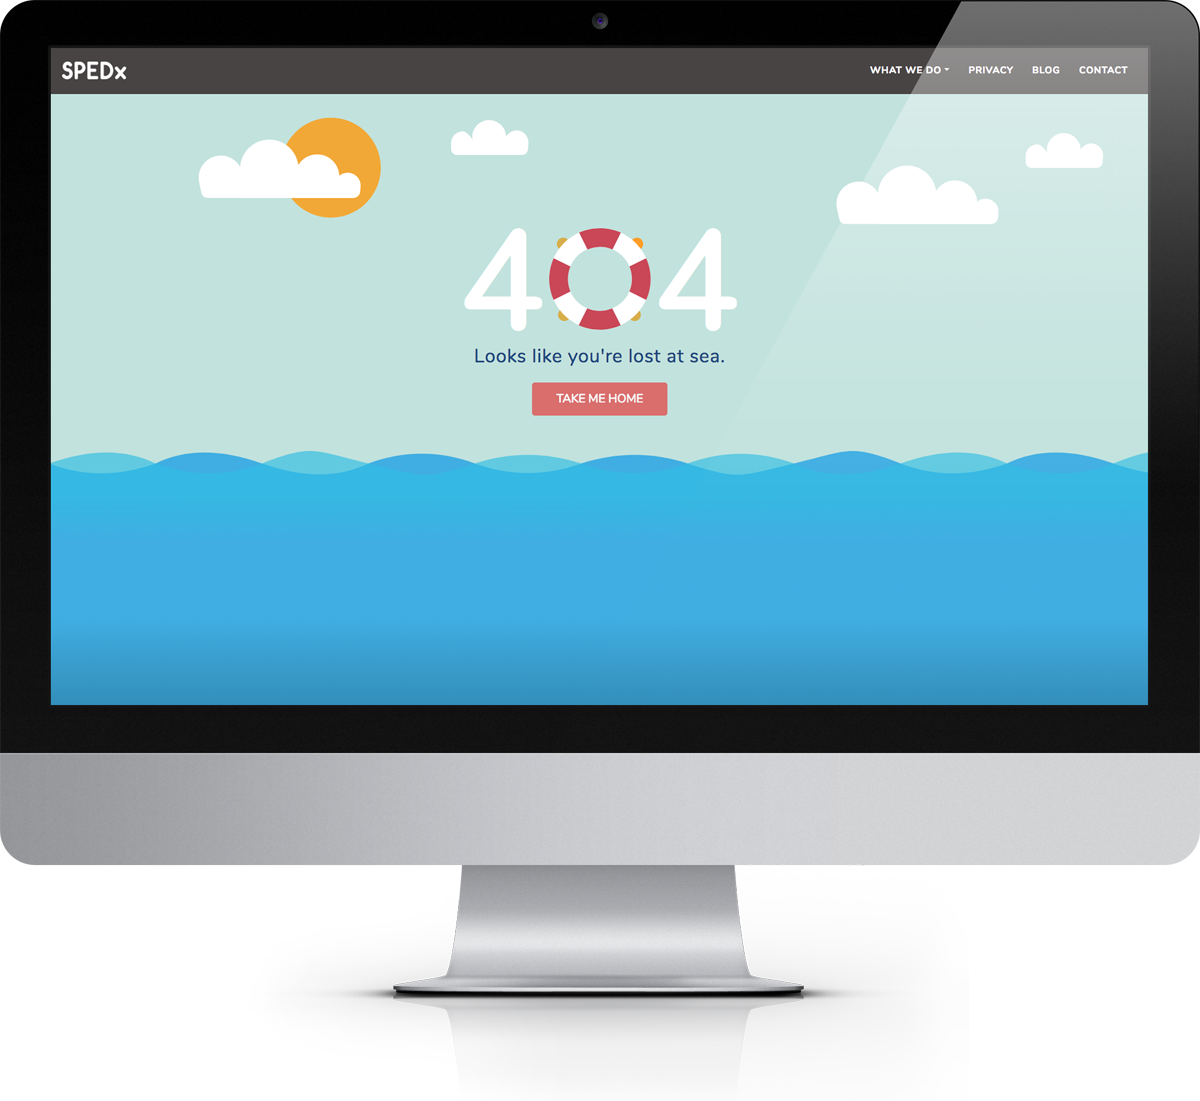 SPEDx
WHAT WE DO PRIVACY BLOG CONTACT
404
Looks like you're lost at sea.
TAKE ME HOME